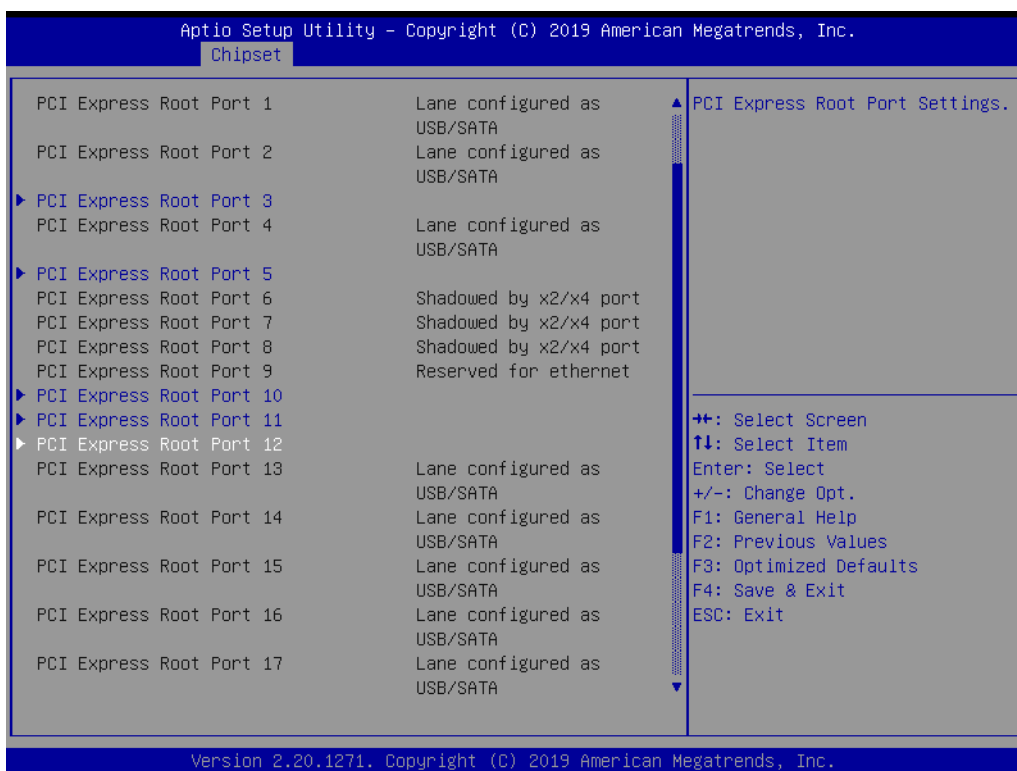 Aptio Setup Utility – Copyright (C) 2019 American Megatrends, Inc.
Chipset
PCI Express Root Port 1 Lane configured as
USB/SATA
PCI Express Root Port 2 Lane configured as
USB/SATA
PCI Express Root Port 3
PCI Express Root Port 4 Lane configured as
USB/SATA
PCI Express Root Port 5
PCI Express Root Port 6 Shadowed by x2/x4 port
PCI Express Root Port 7 Shadowed by x2/x4 port
PCI Express Root Port 8 Shadowed by x2/x4 port
PCI Express Root Port 9 Reserved for ethernet
PCI Express Root Port 10
PCI Express Root Port 11
PCI Express Root Port 12
PCI Express Root Port 13 Lane configured as
USB/SATA
PCI Express Root Port 14 Lane configured as
USB/SATA
PCI Express Root Port 15 Lane configured as
USB/SATA
PCI Express Root Port 16 Lane configured as
USB/SATA
PCI Express Root Port 17 Lane configured as
USB/SATA
PCI Express Root Port Settings.
→←: Select Screen
↑↓: Select Item
Enter: Select
+/-: Change Opt.
F1: General Help
F2: Previous Values
F3: Optimized Defaults
F4: Save & Exit
ESC: Exit
Version 2.20.1271. Copyright (C) 2019 American Megatrends, Inc.